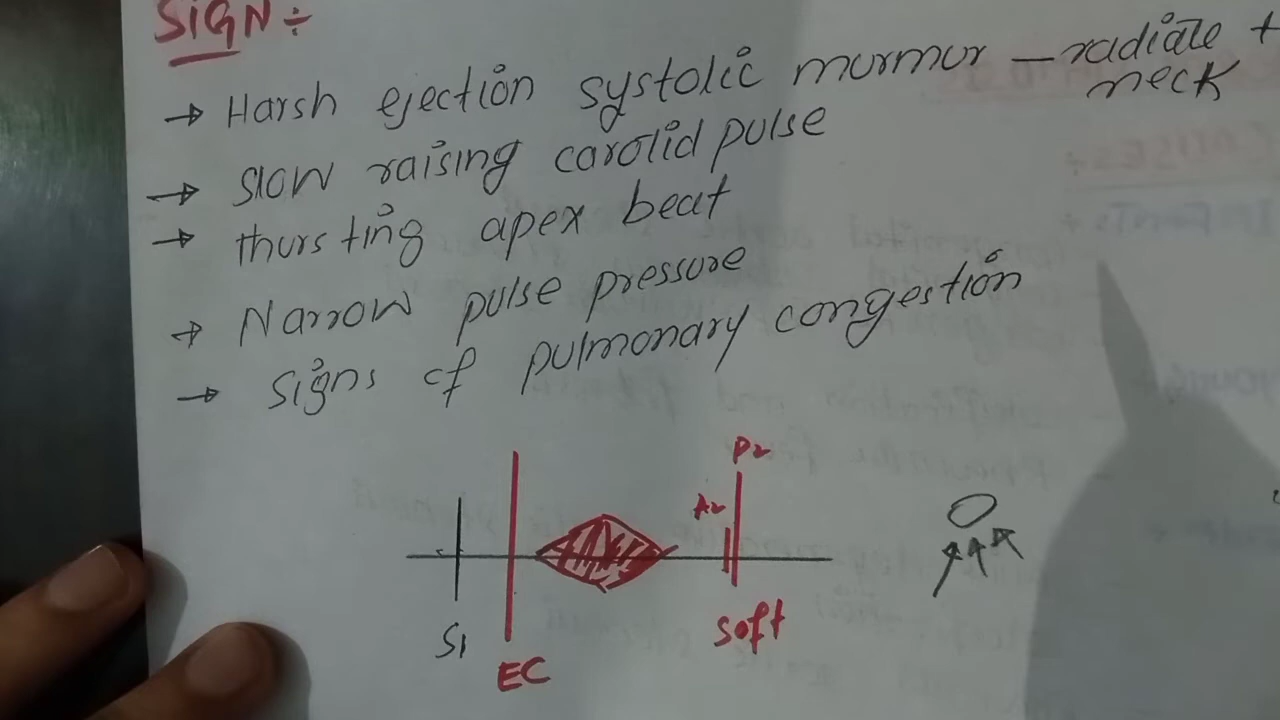 SIGN ÷
→ Harsh ejection systolic murmur – radiate +
neck
→ slow raising carotid pulse
→ thursting apex beat
→ Narrow pulse pressure
→ signs of pulmonary congestion
P2
A2
S1
EC
soft